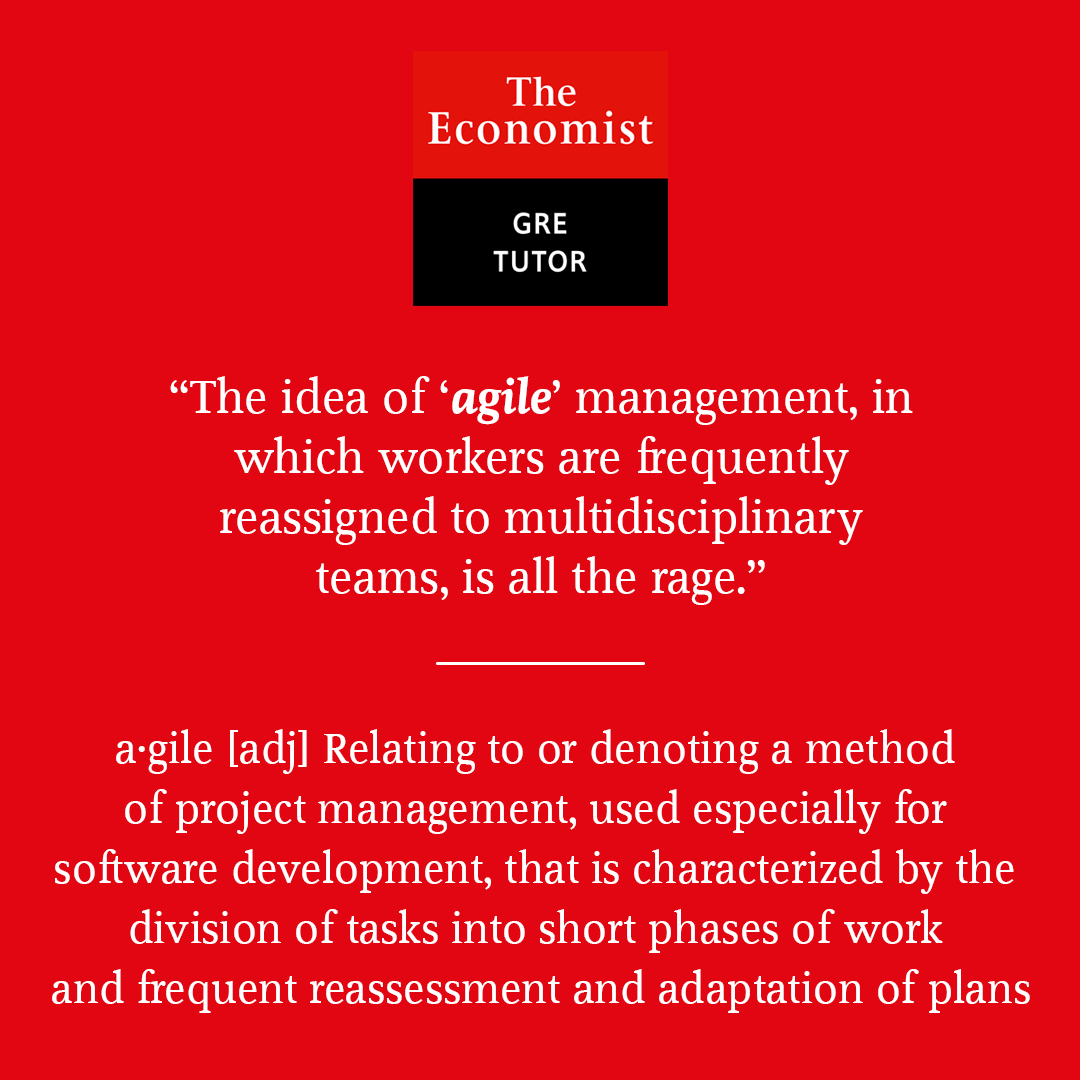 The
Economist
GRE
TUTOR
“The idea of ‘agile’ management, in
which workers are frequently
reassigned to multidisciplinary
teams, is all the rage.”
a·gile [adj] Relating to or denoting a method
of project management, used especially for
software development, that is characterized by the
division of tasks into short phases of work
and frequent reassessment and adaptation of plans